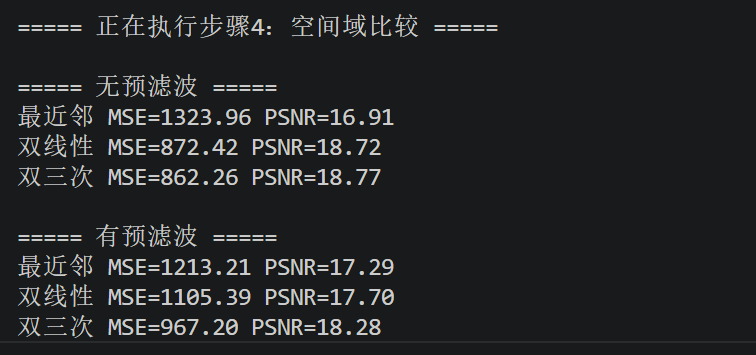 ===== 正在执行步骤4: 空间域比较 =====
===== 无预滤波 =====
最近邻 MSE=1323.96 PSNR=16.91
双线性 MSE=872.42 PSNR=18.72
双三次 MSE=862.26 PSNR=18.77
===== 有预滤波 =====
最近邻 MSE=1213.21 PSNR=17.29
双线性 MSE=1105.39 PSNR=17.70
双三次 MSE=967.20 PSNR=18.28